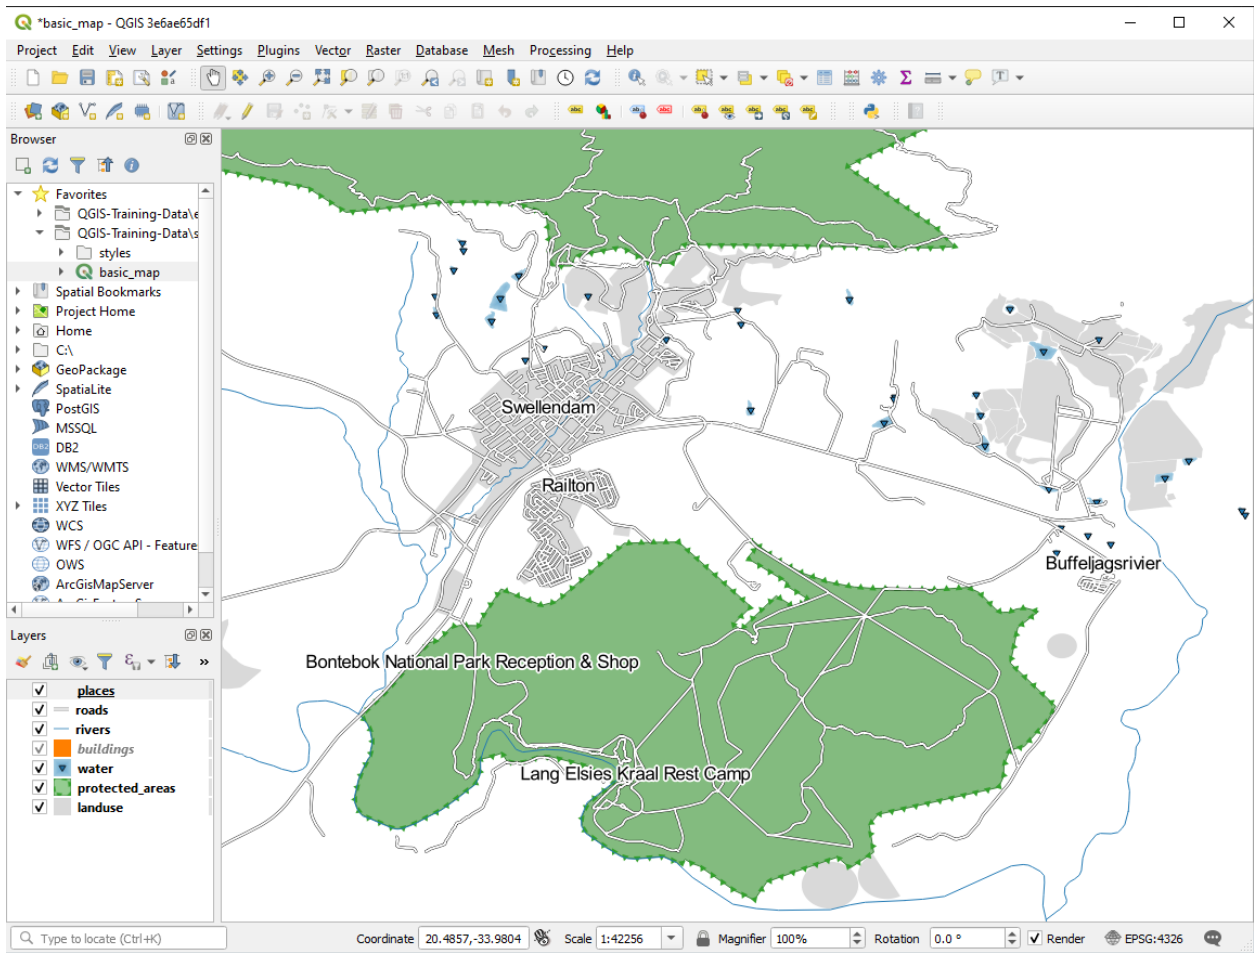 *basic_map - QGIS 3e6ae65df1
Project Edit View Layer Settings Plugins Vector Raster Database Mesh Processing Help
Browser
Favorites
QGIS-Training-Data\e
QGIS-Training-Data\s
styles
basic_map
Spatial Bookmarks
Project Home
Home
C:\
GeoPackage
SpatiaLite
PostGIS
MSSQL
DB2
WMS/WMTS
Vector Tiles
XYZ Tiles
WCS
WFS / OGC API - Feature
OWS
ArcGisMapServer
Layers
»
places
roads
rivers
buildings
water
protected_areas
landuse
Swellendam
Railton
Buffeljagsrivier
Bontebok National Park Reception & Shop
Lang Elsies Kraal Rest Camp
Type to locate (Ctrl+K) Coordinate 20.4857,-33.9804 Scale 1:42256 Magnifier 100% Rotation 0.0 ° Render EPSG:4326